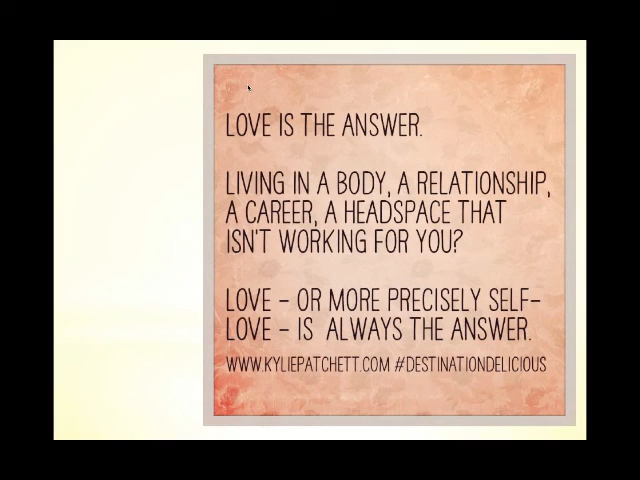 LOVE IS THE ANSWER.
LIVING IN A BODY, A RELATIONSHIP,
A CAREER, A HEADSPACE THAT
ISN'T WORKING FOR YOU?
LOVE - OR MORE PRECISELY SELF-
LOVE - IS ALWAYS THE ANSWER.
WWW.KYLIEPATCHETT.COM #DESTINATIONDELICIOUS